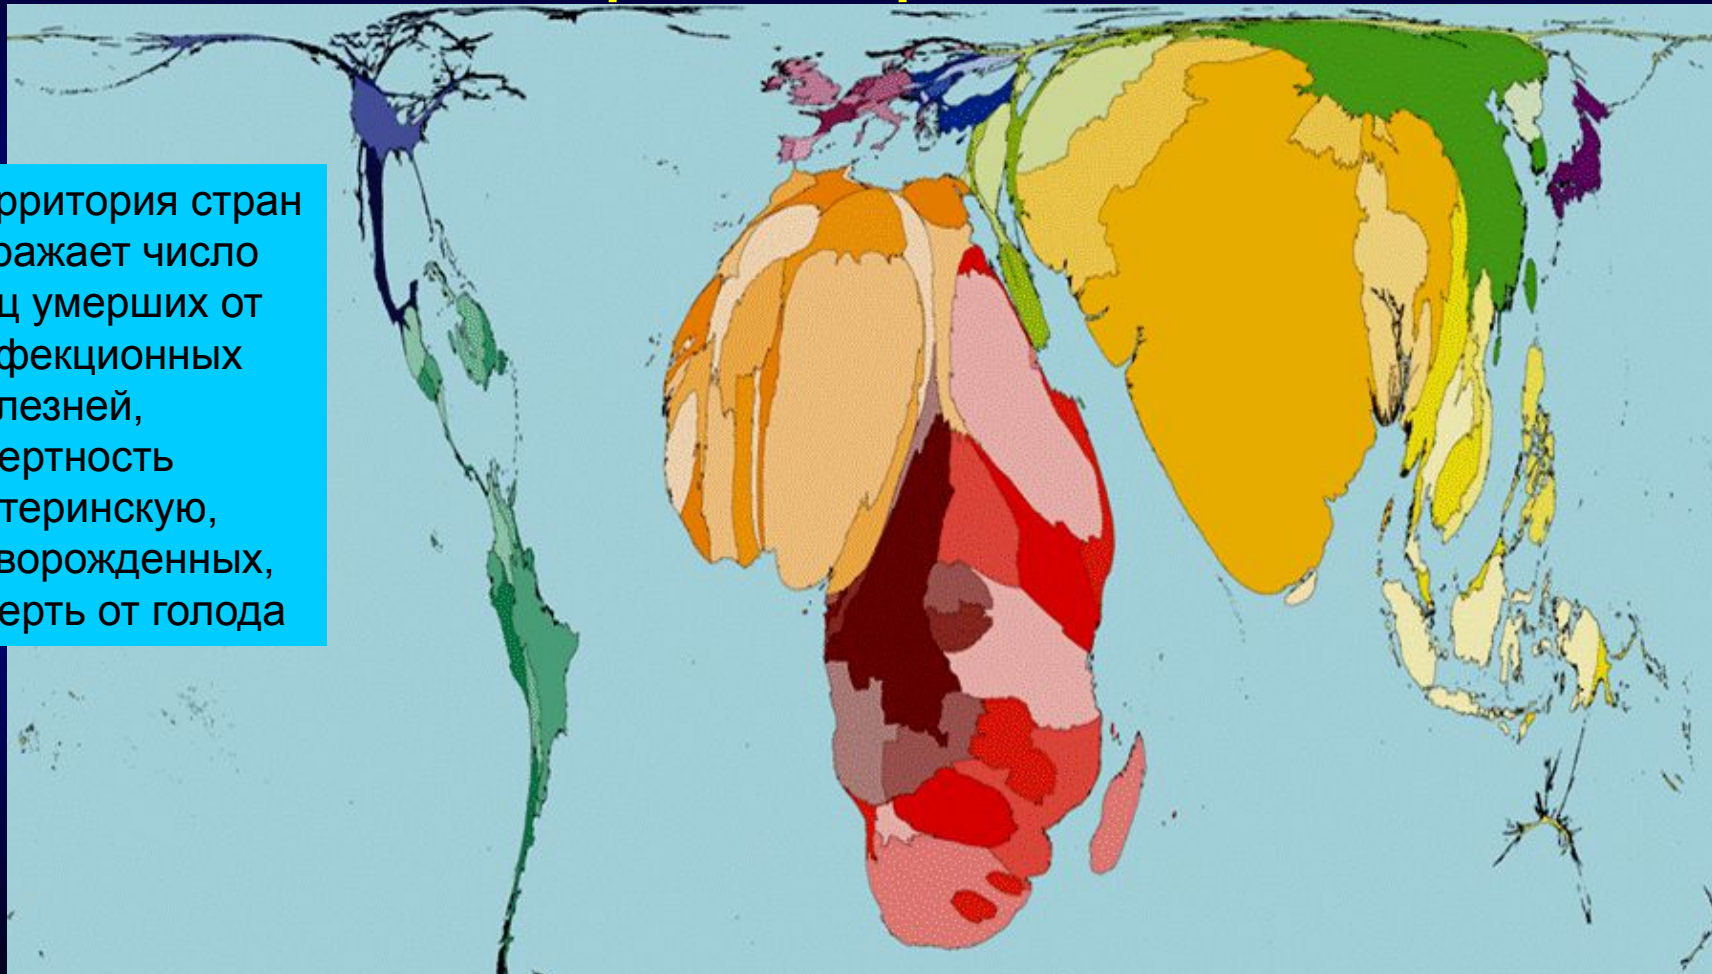 рритория стран
ражает число
ц умерших от
фекционных
лезней,
ертность
теринскую,
ворожденных,
ерть от голода